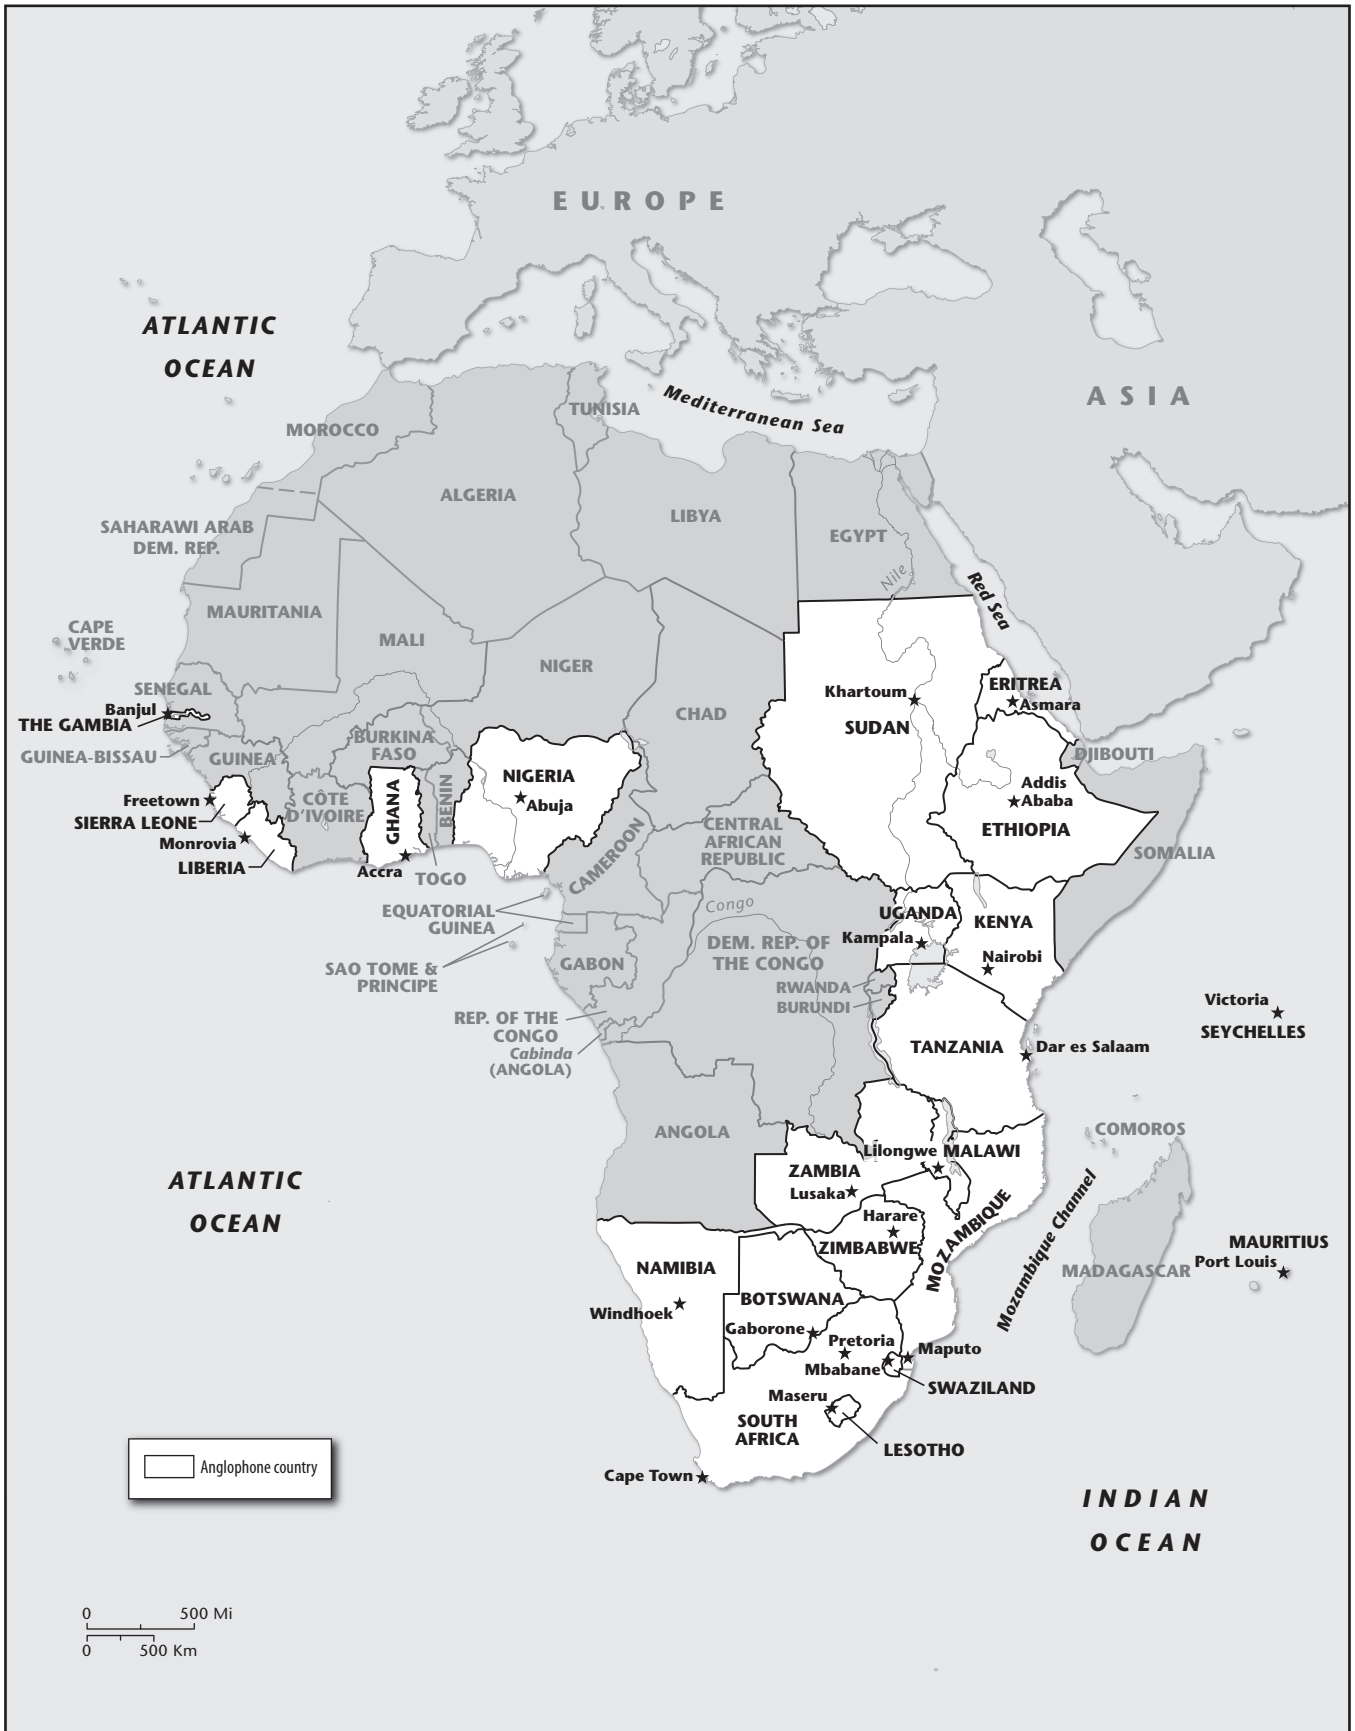 EUROPE
ATLANTIC
OCEAN
ASIA
Mediterranean Sea
TUNISIA
MOROCCO
ALGERIA
LIBYA
EGYPT
SAHARAWI ARAB
DEM. REP.
Nile
Red Sea
MAURITANIA
CAPE
VERDE
MALI
NIGER
SENEGAL
Banjul
THE GAMBIA
CHAD
Khartoum
SUDAN
ERITREA
Asmara
GUINEA-BISSAU
GUINEA
BURKINA
FASO
DJIBOUTI
NIGERIA
Abuja
Addis
Ababa
ETHIOPIA
Freetown
SIERRA LEONE
CÔTE
D'IVOIRE
GHANA
BENIN
Monrovia
LIBERIA
Accra
TOGO
CAMEROON
CENTRAL
AFRICAN
REPUBLIC
SOMALIA
EQUATORIAL
GUINEA
Congo
UGANDA
Kampala
KENYA
Nairobi
DEM. REP. OF
THE CONGO
SAO TOME &
PRINCIPE
GABON
RWANDA
BURUNDI
Victoria
SEYCHELLES
REP. OF THE
CONGO
Cabinda
(ANGOLA)
TANZANIA
Dar es Salaam
ANGOLA
COMOROS
Lilongwe
MALAWI
ZAMBIA
Lusaka
ATLANTIC
OCEAN
Harare
ZIMBABWE
MOZAMBIQUE
Mozambique Channel
MADAGASCAR
MAURITIUS
Port Louis
NAMIBIA
Windhoek
BOTSWANA
Gaborone
Pretoria
Mbabane
Maputo
SWAZILAND
Maseru
SOUTH
AFRICA
LESOTHO
Cape Town
Anglophone country
INDIAN
OCEAN
0 500 Mi
0 500 Km